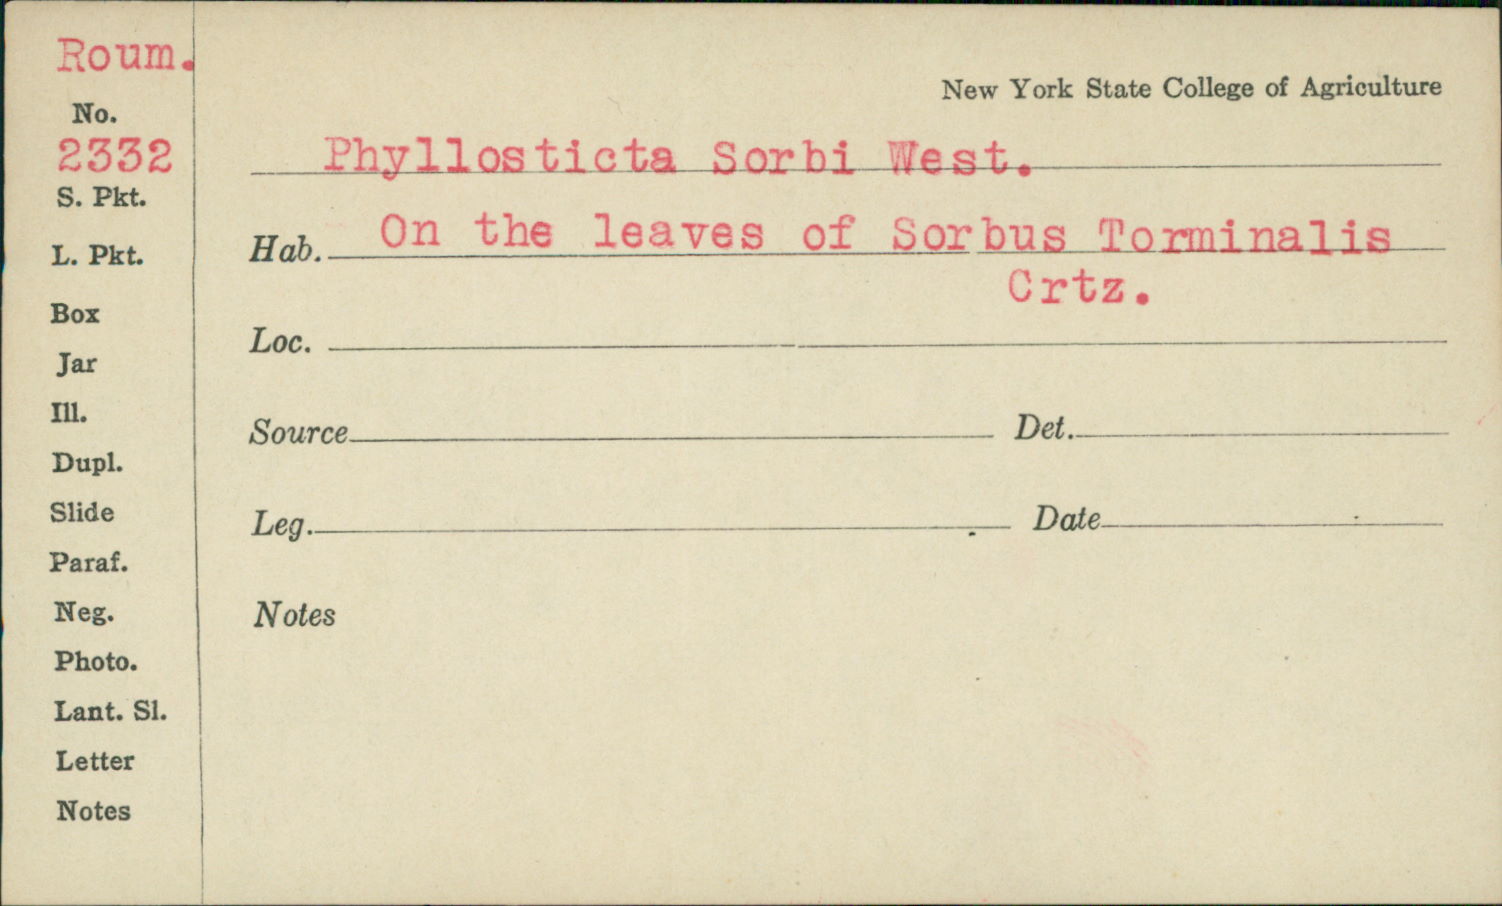 Roum.
No.
2332
S. Pkt.
L. Pkt.
Box
Jar
Ill.
Dupl.
Slide
Paraf.
Neg.
Photo.
Lant. Sl.
Letter
Notes
New York State College of Agriculture
Phyllosticta Sorbi West.
Hab. On the leaves of Sorbus Torminalis
Crtz.
Loc.
Source Det.
Leg. Date
Notes